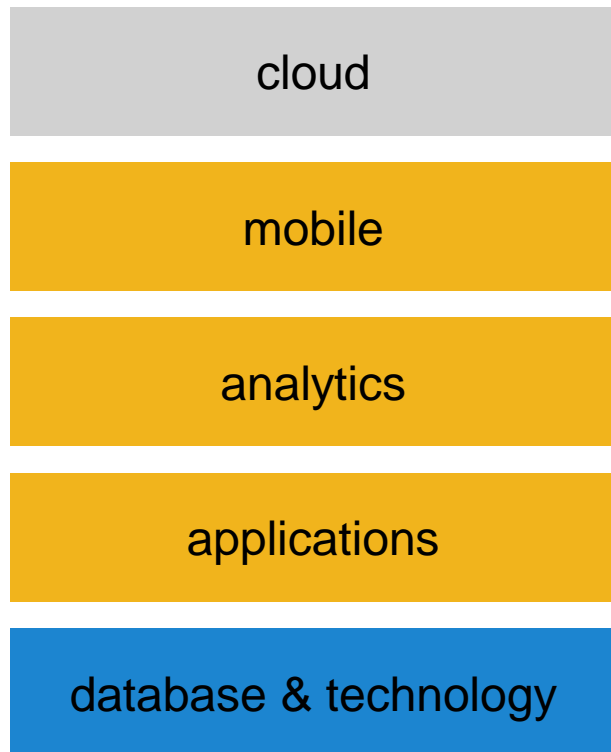 cloud
mobile
analytics
applications
database & technology